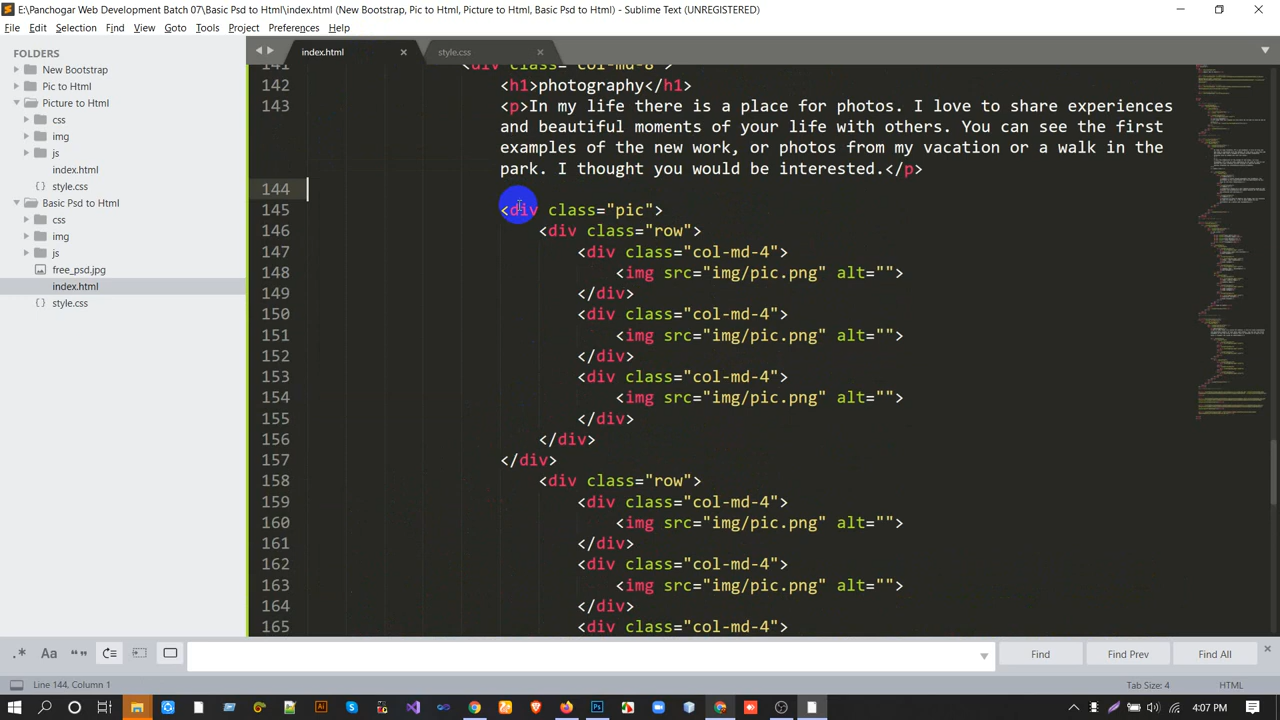 E:\Panchogar Web Development Batch 07\Basic Psd to Html\index.html (New Bootstrap, Pic to Html, Picture to Html, Basic Psd to Html) - Sublime Text (UNREGISTERED)
File Edit Selection Find View Goto Tools Project Preferences Help
FOLDERS
New Bootstrap
Pic to Html
Picture to Html
css
img
js
index.html
style.css
Basic Psd to Html
css
img
js
free_psd.jpg
index.html
style.css
index.html
style.css
141 <div class="col-md-8">
142 <h1>photography</h1>
143 <p>In my life there is a place for photos. I love to share experiences
and beautiful moments of your life with others. You can see the first
examples of the new work, or photos from my vacation or a walk in the
park. I thought you would be interested.</p>
144
145 <div class="pic">
146 <div class="row">
147 <div class="col-md-4">
148 <img src="img/pic.png" alt="">
149 </div>
150 <div class="col-md-4">
151 <img src="img/pic.png" alt="">
152 </div>
153 <div class="col-md-4">
154 <img src="img/pic.png" alt="">
155 </div>
156 </div>
157 </div>
158 <div class="row">
159 <div class="col-md-4">
160 <img src="img/pic.png" alt="">
161 </div>
162 <div class="col-md-4">
163 <img src="img/pic.png" alt="">
164 </div>
165 <div class="col-md-4">
Find Find Prev Find All
Line 144, Column 1 Tab Size: 4 HTML
4:07 PM